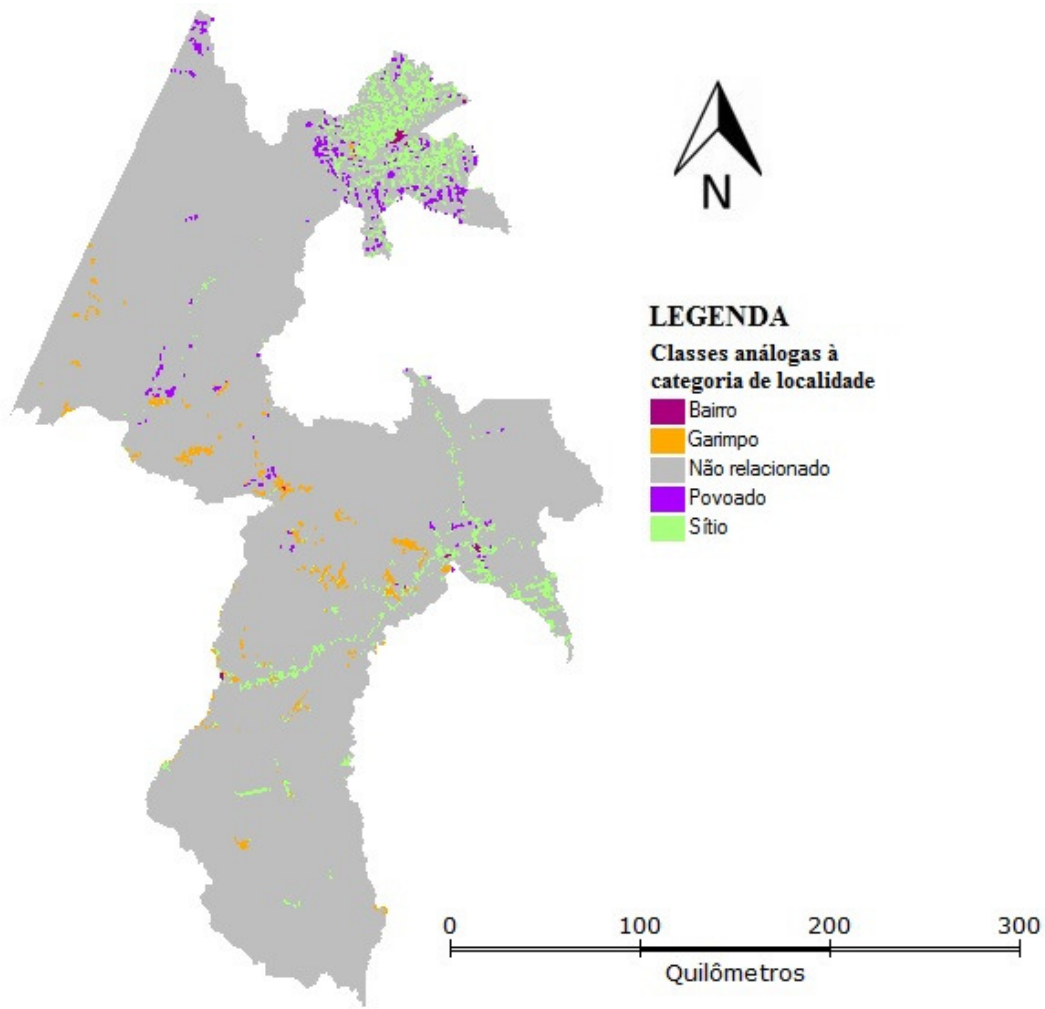 N
LEGENDA
Classes análogas à
categoria de localidade
Bairro
Garimpo
Não relacionado
Povoado
Sítio
0 100 200 300
Quilômetros